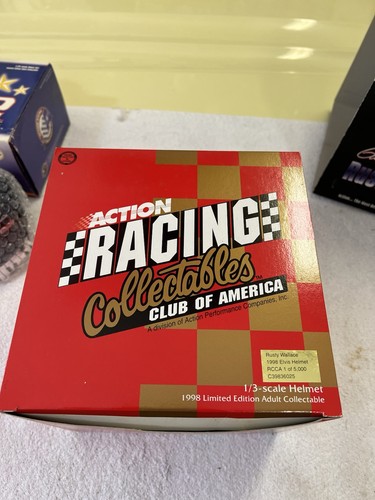 ACTION
RACING
Collectables
CLUB OF AMERICA
A division of Action Performance Companies, Inc.
Rusty Wallace
1998 Elvis Helmet
RCCA 1 of 5,000
C39836025
1/3-scale Helmet
1998 Limited Edition Adult Collectable